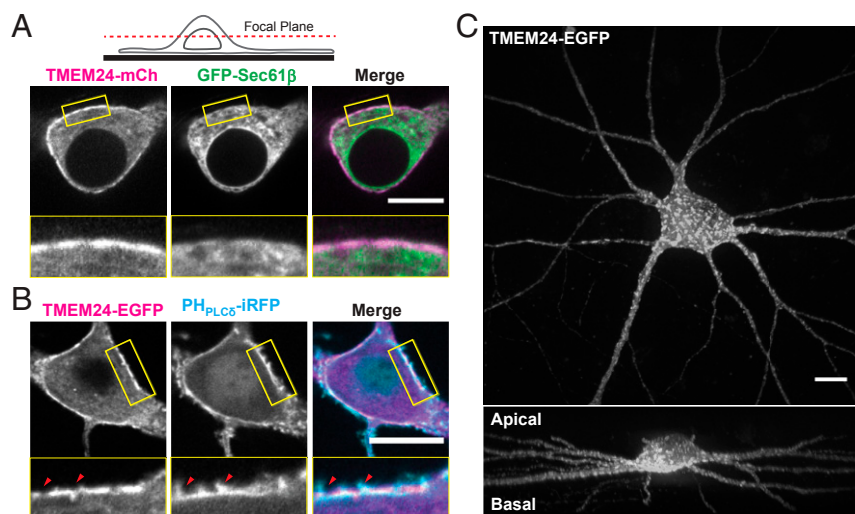 A
Focal Plane
TMEM24-mCh GFP-Sec61β Merge
B
TMEM24-EGFP PHPLCδ-iRFP Merge
C
TMEM24-EGFP
Apical
Basal